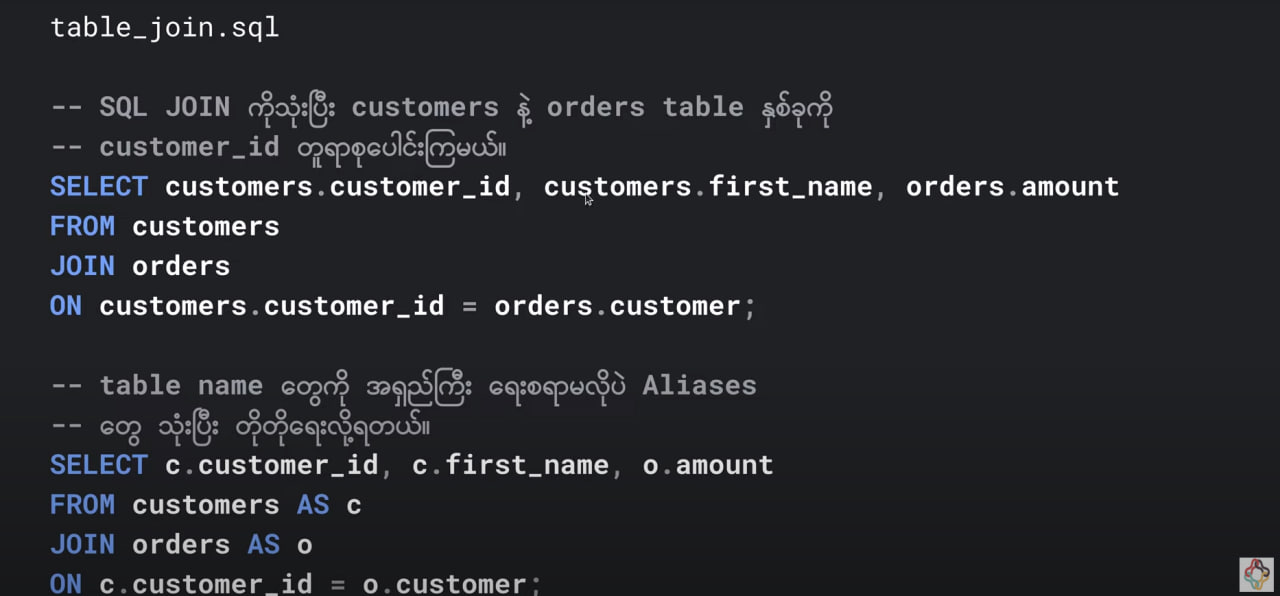 table_join.sql
-- SQL JOIN ကိုသုံးပြီး customers နဲ့ orders table နှစ်ခုကို
-- customer_id တူရာစုပေါင်းကြမယ်။
SELECT customers.customer_id, customers.first_name, orders.amount
FROM customers
JOIN orders
ON customers.customer_id = orders.customer;
-- table name တွေကို အရှည်ကြီး ရေးစရာမလိုပဲ Aliases
-- တွေ သုံးပြီး တိုတိုရေးလို့ရတယ်။
SELECT c.customer_id, c.first_name, o.amount
FROM customers AS c
JOIN orders AS o
ON c.customer_id = o.customer;